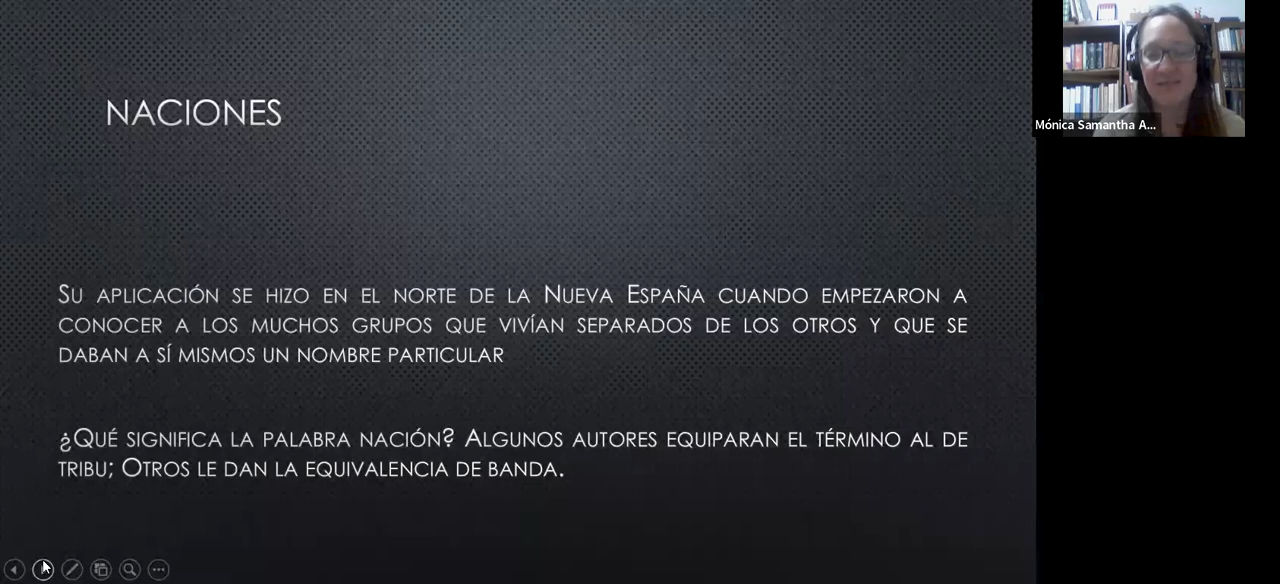 NACIONES
Mónica Samantha A...
SU APLICACIÓN SE HIZO EN EL NORTE DE LA NUEVA ESPAÑA CUANDO EMPEZARON A
CONOCER A LOS MUCHOS GRUPOS QUE VIVÍAN SEPARADOS DE LOS OTROS Y QUE SE
DABAN A SÍ MISMOS UN NOMBRE PARTICULAR
¿QUÉ SIGNIFICA LA PALABRA NACIÓN? ALGUNOS AUTORES EQUIPARAN EL TÉRMINO AL DE
TRIBU; OTROS LE DAN LA EQUIVALENCIA DE BANDA.